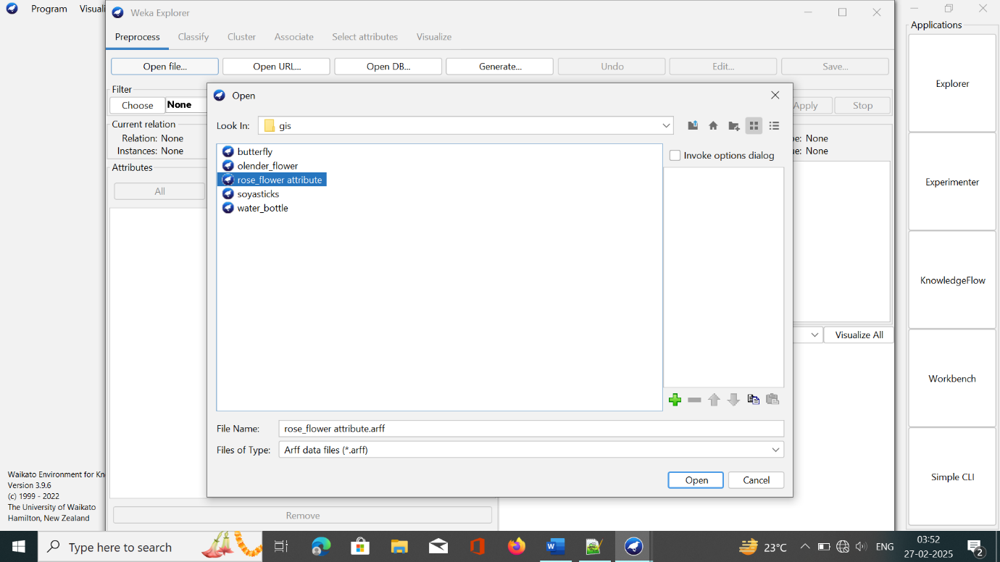 Program Visuali
Weka Explorer
Preprocess Classify Cluster Associate Select attributes Visualize
Open file... Open URL... Open DB... Generate... Undo Edit... Save...
Filter
Choose None Apply Stop
Current relation
Relation: None
Instances: None
pe: None
ue: None
Attributes
All
Open
Look In: gis
butterfly
olender_flower
rose_flower attribute
soyasticks
water_bottle
Invoke options dialog
File Name: rose_flower attribute.arff
Files of Type: Arff data files (*.arff)
Open Cancel
Visualize All
Remove
Applications
Explorer
Experimenter
KnowledgeFlow
Workbench
Simple CLI
Waikato Environment for Kn
Version 3.9.6
(c) 1999 - 2022
The University of Waikato
Hamilton, New Zealand
Type here to search
23°C
ENG
03:52
27-02-2025
2